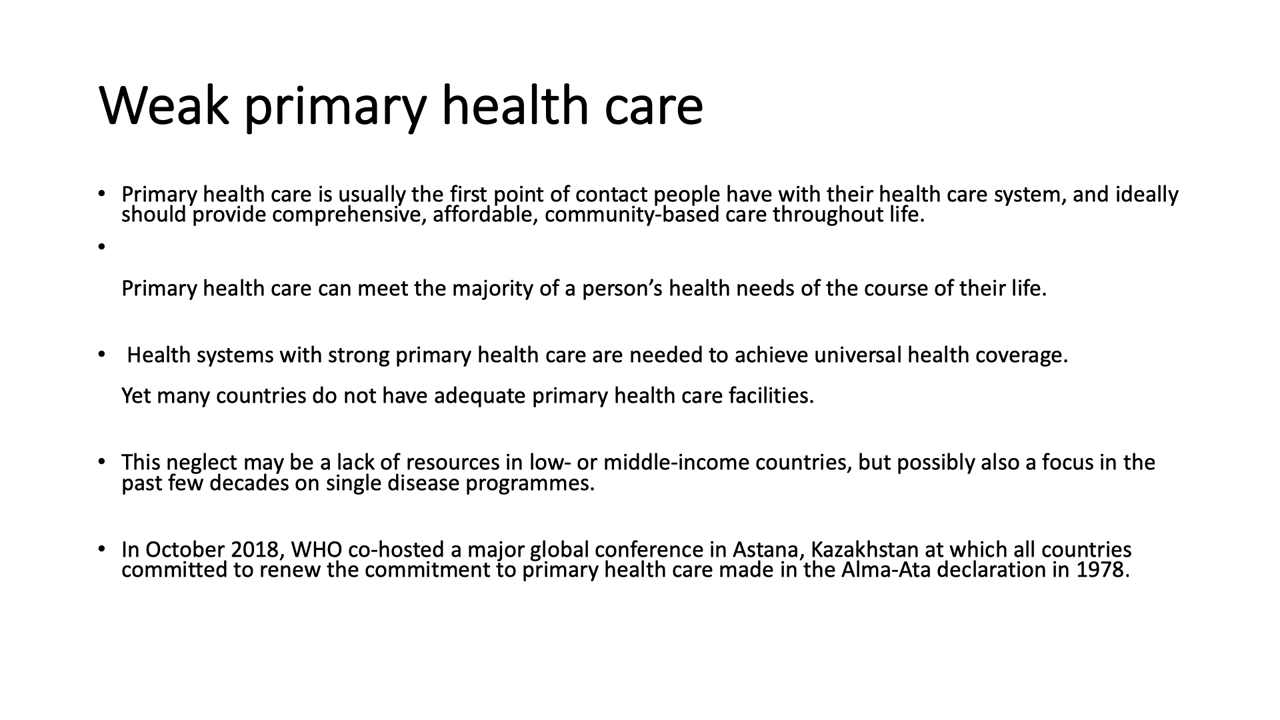 Weak primary health care
• Primary health care is usually the first point of contact people have with their health care system, and ideally
should provide comprehensive, affordable, community-based care throughout life.
•
Primary health care can meet the majority of a person’s health needs of the course of their life.
• Health systems with strong primary health care are needed to achieve universal health coverage.
Yet many countries do not have adequate primary health care facilities.
• This neglect may be a lack of resources in low- or middle-income countries, but possibly also a focus in the
past few decades on single disease programmes.
• In October 2018, WHO co-hosted a major global conference in Astana, Kazakhstan at which all countries
committed to renew the commitment to primary health care made in the Alma-Ata declaration in 1978.